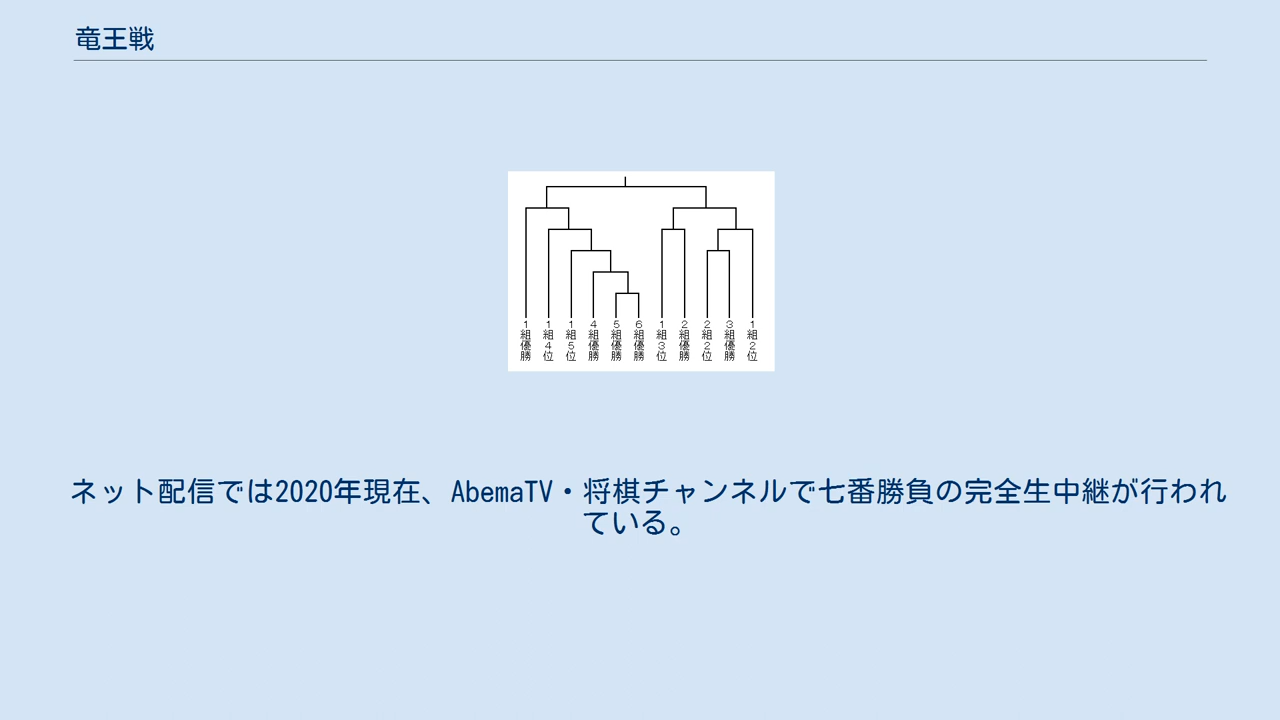 竜王戦
1組優勝
1組4位
1組5位
4組優勝
5組優勝
6組優勝
1組3位
2組優勝
2組2位
3組優勝
1組2位
ネット配信では2020年現在、AbemaTV・将棋チャンネルで七番勝負の完全生中継が行われ
ている。